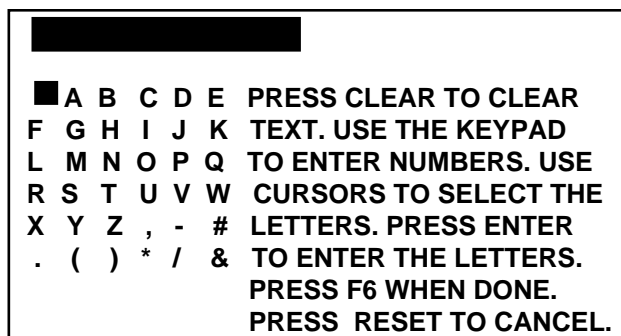 A B C D E PRESS CLEAR TO CLEAR
F G H I J K TEXT. USE THE KEYPAD
L M N O P Q TO ENTER NUMBERS. USE
R S T U V W CURSORS TO SELECT THE
X Y Z , - # LETTERS. PRESS ENTER
. ( ) * / & TO ENTER THE LETTERS.
PRESS F6 WHEN DONE.
PRESS RESET TO CANCEL.